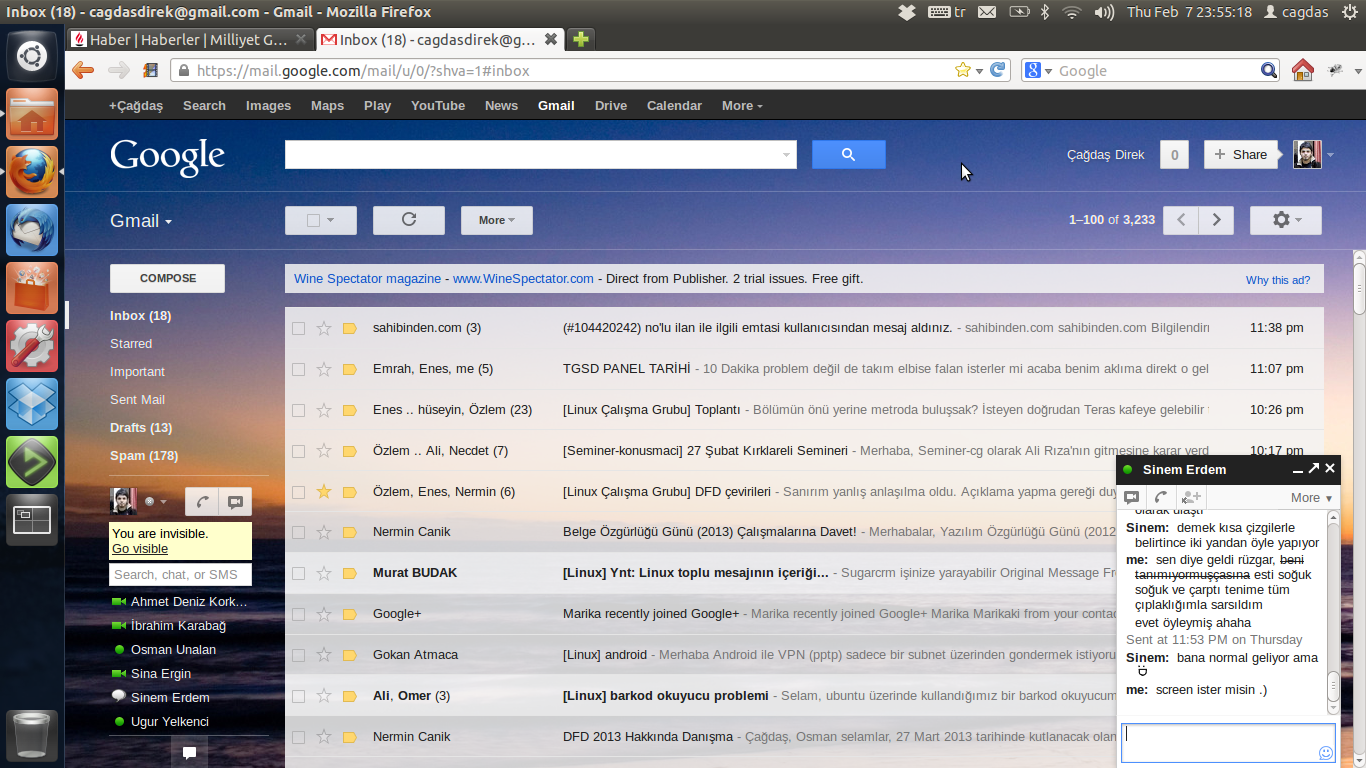 Inbox (18) - cagdasdirek@gmail.com - Gmail - Mozilla Firefox
tr
Thu Feb 7 23:55:18
cagdas
Haber | Haberler | Milliyet G...
Inbox (18) - cagdasdirek@g...
https://mail.google.com/mail/u/0/?shva=1#inbox
Google
+Çağdaş Search Images Maps Play YouTube News Gmail Drive Calendar More
Google
Çağdaş Direk
0
+ Share
Gmail
More
1–100 of 3,233
COMPOSE
Wine Spectator magazine - www.WineSpectator.com - Direct from Publisher. 2 trial issues. Free gift.
Why this ad?
Inbox (18)
Starred
Important
Sent Mail
Drafts (13)
Spam (178)
You are invisible.
Go visible
Search, chat, or SMS
Ahmet Deniz Kork...
İbrahim Karabağ
Osman Unalan
Sina Ergin
Sinem Erdem
Ugur Yelkenci
sahibinden.com (3) (#104420242) no'lu ilan ile ilgili emtasi kullanıcısından mesaj aldınız. - sahibinden.com sahibinden.com Bilgilendirm 11:38 pm
Emrah, Enes, me (5) TGSD PANEL TARİHİ - 10 Dakika problem değil de takım elbise falan isterler mi acaba benim aklıma direkt o gel 11:07 pm
Enes .. hüseyin, Özlem (23) [Linux Çalışma Grubu] Toplantı - Bölümün önü yerine metroda buluşsak? İsteyen doğrudan Teras kafeye gelebilir 10:26 pm
Özlem .. Ali, Necdet (7) [Seminer-konusmaci] 27 Şubat Kırklareli Semineri - Merhaba, Seminer-cg olarak Ali Rıza'nın gitmesine karar verd 10:17 pm
Özlem, Enes, Nermin (6) [Linux Çalışma Grubu] DFD çevirileri - Sanırım yanlış anlaşılma oldu. Açıklama yapma gereği duy
Nermin Canik Belge Özgürlüğü Günü (2013) Çalışmalarına Davet! - Merhabalar, Yazılım Özgürlüğü Günü (2012
Murat BUDAK [Linux] Ynt: Linux toplu mesajının içeriği... - Sugarcrm işinize yarayabilir Original Message Fr
Google+ Marika recently joined Google+ - Marika recently joined Google+ Marika Marikaki from your contac
Gokan Atmaca [Linux] android - Merhaba Android ile VPN (pptp) sadece bir subnet üzerinden gondermek istiyoru
Ali, Omer (3) [Linux] barkod okuyucu problemi - Selam, ubuntu üzerinde kullandığımız bir barkod okuyucum
Nermin Canik DFD 2013 Hakkında Danışma - Çağdaş, Osman selamlar, 27 Mart 2013 tarihinde kutlanacak olan
Sinem Erdem
More
olarak ulaştı
Sinem: demek kısa çizgilerle
belirtince iki yandan öyle yapıyor
me: sen diye geldi rüzgar, beni
tanımıyormuşçasına esti soğuk
soğuk ve çarptı tenime tüm
çıplaklığımla sarsıldım
evet öyleymiş ahaha
Sent at 11:53 PM on Thursday
Sinem: bana normal geliyor ama
me: screen ister misin .)